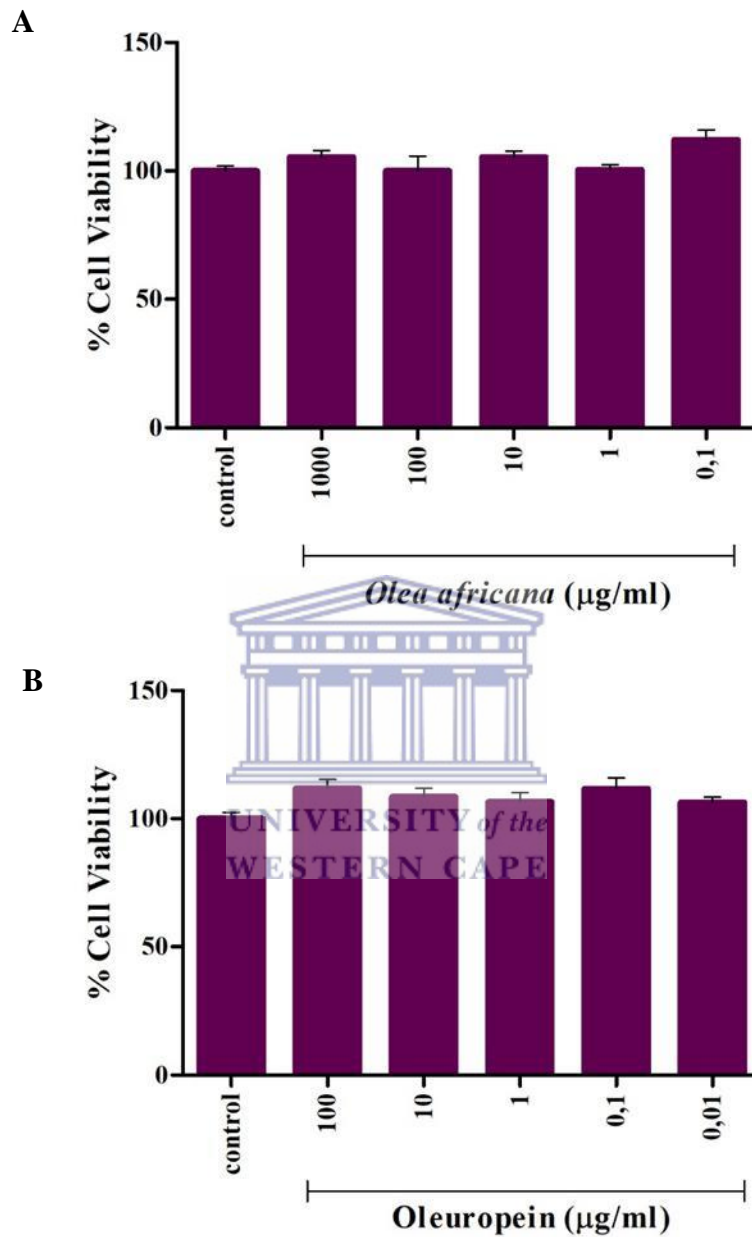 A
150
100
50
0
% Cell Viability
control
1000
100
10
1
0,1
Olea africana (µg/ml)
B
150
100
50
0
% Cell Viability
UNIVERSITY of the
WESTERN CAPE
control
100
10
1
0,1
0,01
Oleuropein (µg/ml)